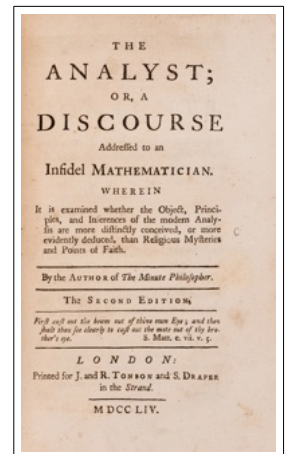 THE
ANALYST;
OR, A
DISCOURSE
Addressed to an
Infidel MATHEMATICIAN.
WHEREIN
It is examined whether the Object, Princi-
ples, and Inferences of the modern Analy-
sis are more distinctly conceived, or more
evidently deduced, than Religious Mysteries
and Points of Faith.
By the AUTHOR of The Minute Philosopher.
The SECOND EDITION,
First cast out the beam out of thine own Eye; and then
shalt thou see clearly to cast out the mote out of thy bro-
ther's eye. S. Matt. c. vii. v. 5.
LONDON:
Printed for J. and R. TONSON and S. DRAPER
in the Strand.
MDCCLIV.